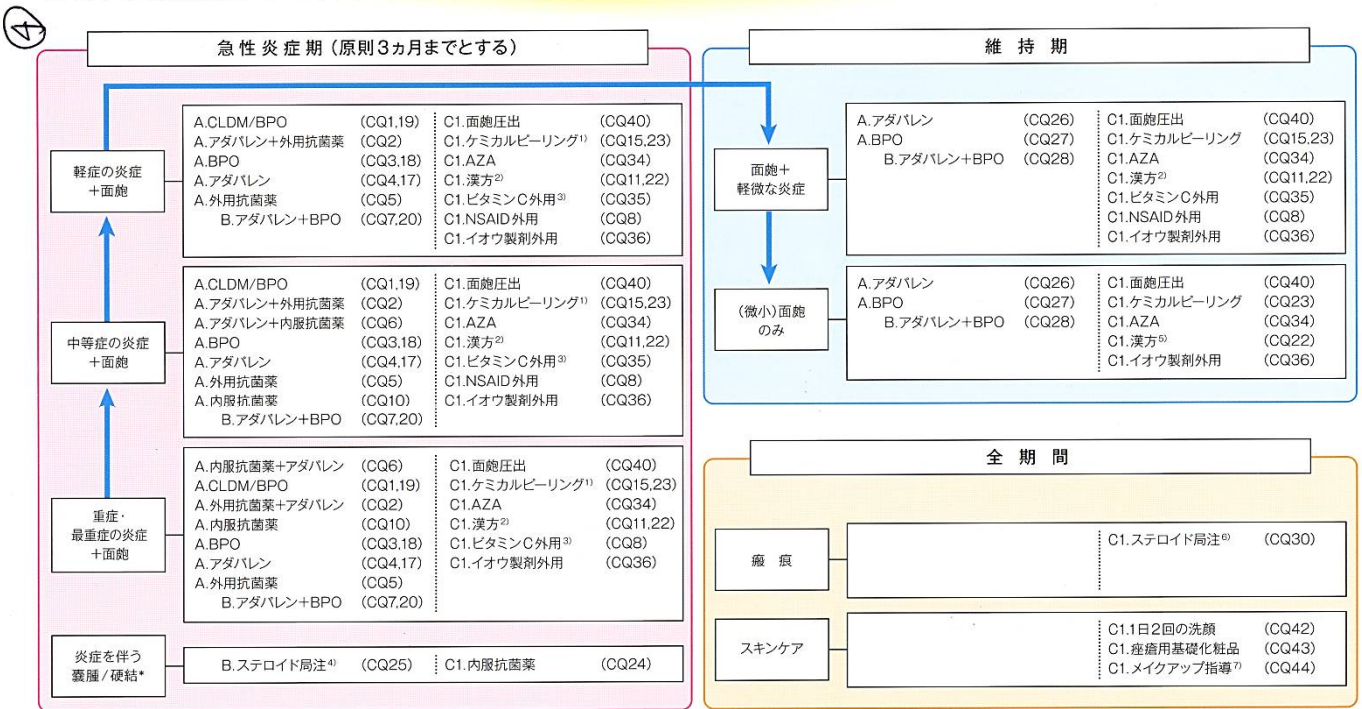 ④
急性炎症期(原則3ヵ月までとする)
軽症の炎症
+面皰
A.CLDM/BPO (CQ1,19)
A.アダパレン+外用抗菌薬 (CQ2)
A.BPO (CQ3,18)
A.アダパレン (CQ4,17)
A.外用抗菌薬 (CQ5)
B.アダパレン+BPO (CQ7,20)
C1.面皰圧出 (CQ40)
C1.ケミカルピーリング1) (CQ15,23)
C1.AZA (CQ34)
C1.漢方2) (CQ11,22)
C1.ビタミンC外用3) (CQ35)
C1.NSAID外用 (CQ8)
C1.イオウ製剤外用 (CQ36)
中等症の炎症
+面皰
A.CLDM/BPO (CQ1,19)
A.アダパレン+外用抗菌薬 (CQ2)
A.アダパレン+内服抗菌薬 (CQ6)
A.BPO (CQ3,18)
A.アダパレン (CQ4,17)
A.外用抗菌薬 (CQ5)
A.内服抗菌薬 (CQ10)
B.アダパレン+BPO (CQ7,20)
C1.面皰圧出 (CQ40)
C1.ケミカルピーリング1) (CQ15,23)
C1.AZA (CQ34)
C1.漢方2) (CQ11,22)
C1.ビタミンC外用3) (CQ35)
C1.NSAID外用 (CQ8)
C1.イオウ製剤外用 (CQ36)
重症・
最重症の炎症
+面皰
A.内服抗菌薬+アダパレン (CQ6)
A.CLDM/BPO (CQ1,19)
A.外用抗菌薬+アダパレン (CQ2)
A.内服抗菌薬 (CQ10)
A.BPO (CQ3,18)
A.アダパレン (CQ4,17)
A.外用抗菌薬 (CQ5)
B.アダパレン+BPO (CQ7,20)
C1.面皰圧出 (CQ40)
C1.ケミカルピーリング1) (CQ15,23)
C1.AZA (CQ34)
C1.漢方2) (CQ11,22)
C1.ビタミンC外用3) (CQ8)
C1.イオウ製剤外用 (CQ36)
炎症を伴う
嚢腫/硬結*
B.ステロイド局注4) (CQ25)
C1.内服抗菌薬 (CQ24)
維持期
面皰+
軽微な炎症
A.アダパレン (CQ26)
A.BPO (CQ27)
B.アダパレン+BPO (CQ28)
C1.面皰圧出 (CQ40)
C1.ケミカルピーリング (CQ15,23)
C1.AZA (CQ34)
C1.漢方2) (CQ11,22)
C1.ビタミンC外用3) (CQ35)
C1.NSAID外用 (CQ8)
C1.イオウ製剤外用 (CQ36)
(微小)面皰
のみ
A.アダパレン (CQ26)
A.BPO (CQ27)
B.アダパレン+BPO (CQ28)
C1.面皰圧出 (CQ40)
C1.ケミカルピーリング (CQ23)
C1.AZA (CQ34)
C1.漢方5) (CQ22)
C1.イオウ製剤外用 (CQ36)
全期間
瘢痕
C1.ステロイド局注6) (CQ30)
スキンケア
C1.1日2回の洗顔 (CQ42)
C1.痤瘡用基礎化粧品 (CQ43)
C1.メイクアップ指導7) (CQ44)